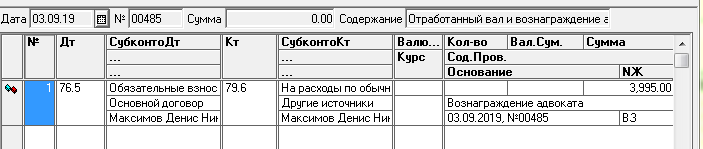 Дата 03.09.19 № 00485 Сумма 0.00 Содержание Отработанный вал и вознаграждение а
№ Дт СубконтоДт Кт СубконтоКт Валю... Кол-во Вал.Сум. Сумма
... ... Курс Сод.Пров.
... ... Основание NЖ
1 76.5 Обязательные взнос 79.6 На расходы по обычн 3,995.00
Основной договор Другие источники Вознаграждение адвоката
Максимов Денис Ник Максимов Денис Ник 03.09.2019, №00485 ВЗ